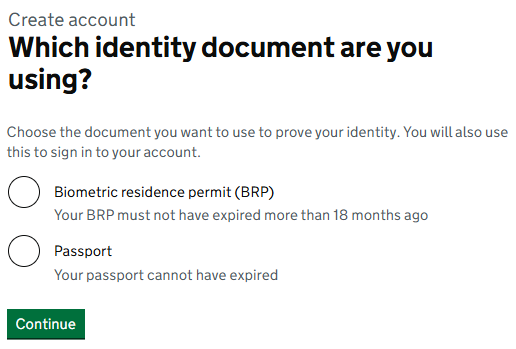 Create account
Which identity document are you
using?
Choose the document you want to use to prove your identity. You will also use
this to sign in to your account.
Biometric residence permit (BRP)
Your BRP must not have expired more than 18 months ago
Passport
Your passport cannot have expired
Continue